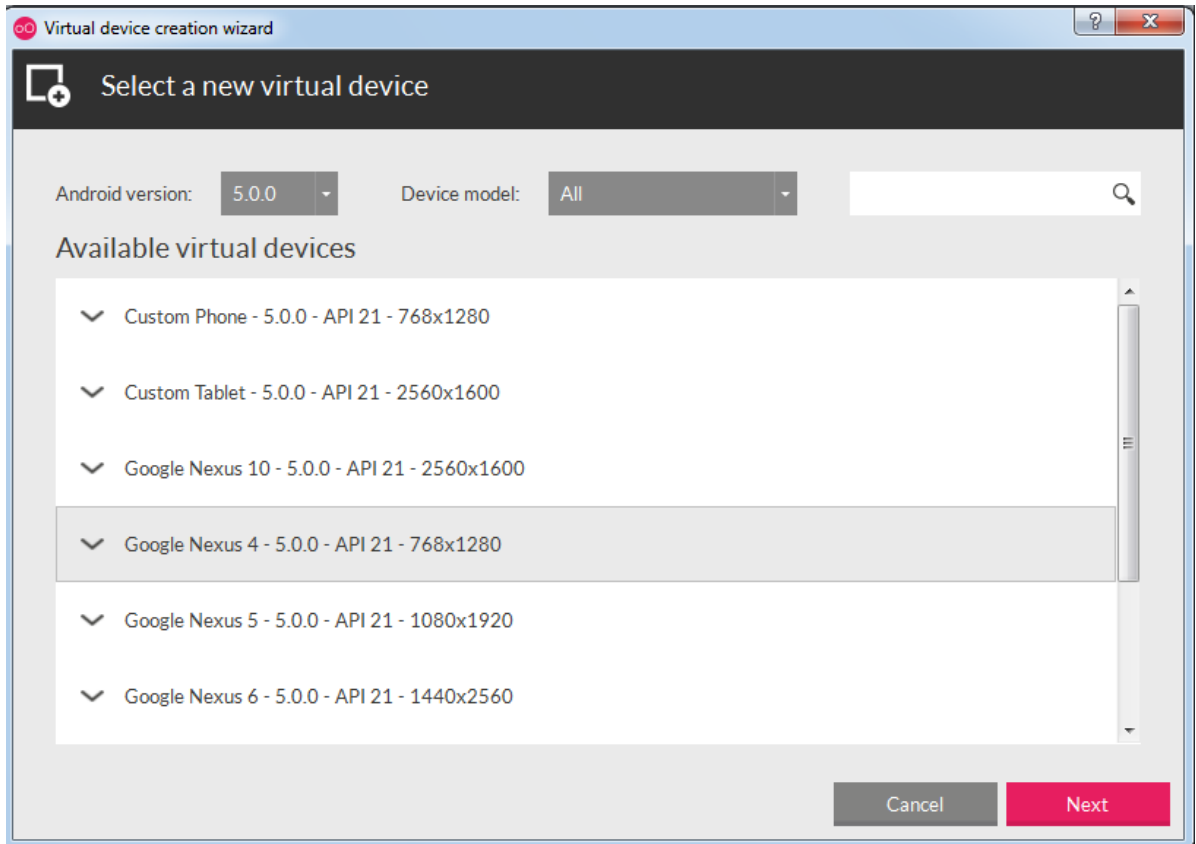 Virtual device creation wizard
Select a new virtual device
Android version: 5.0.0 Device model: All
Available virtual devices
Custom Phone - 5.0.0 - API 21 - 768x1280
Custom Tablet - 5.0.0 - API 21 - 2560x1600
Google Nexus 10 - 5.0.0 - API 21 - 2560x1600
Google Nexus 4 - 5.0.0 - API 21 - 768x1280
Google Nexus 5 - 5.0.0 - API 21 - 1080x1920
Google Nexus 6 - 5.0.0 - API 21 - 1440x2560
Cancel Next